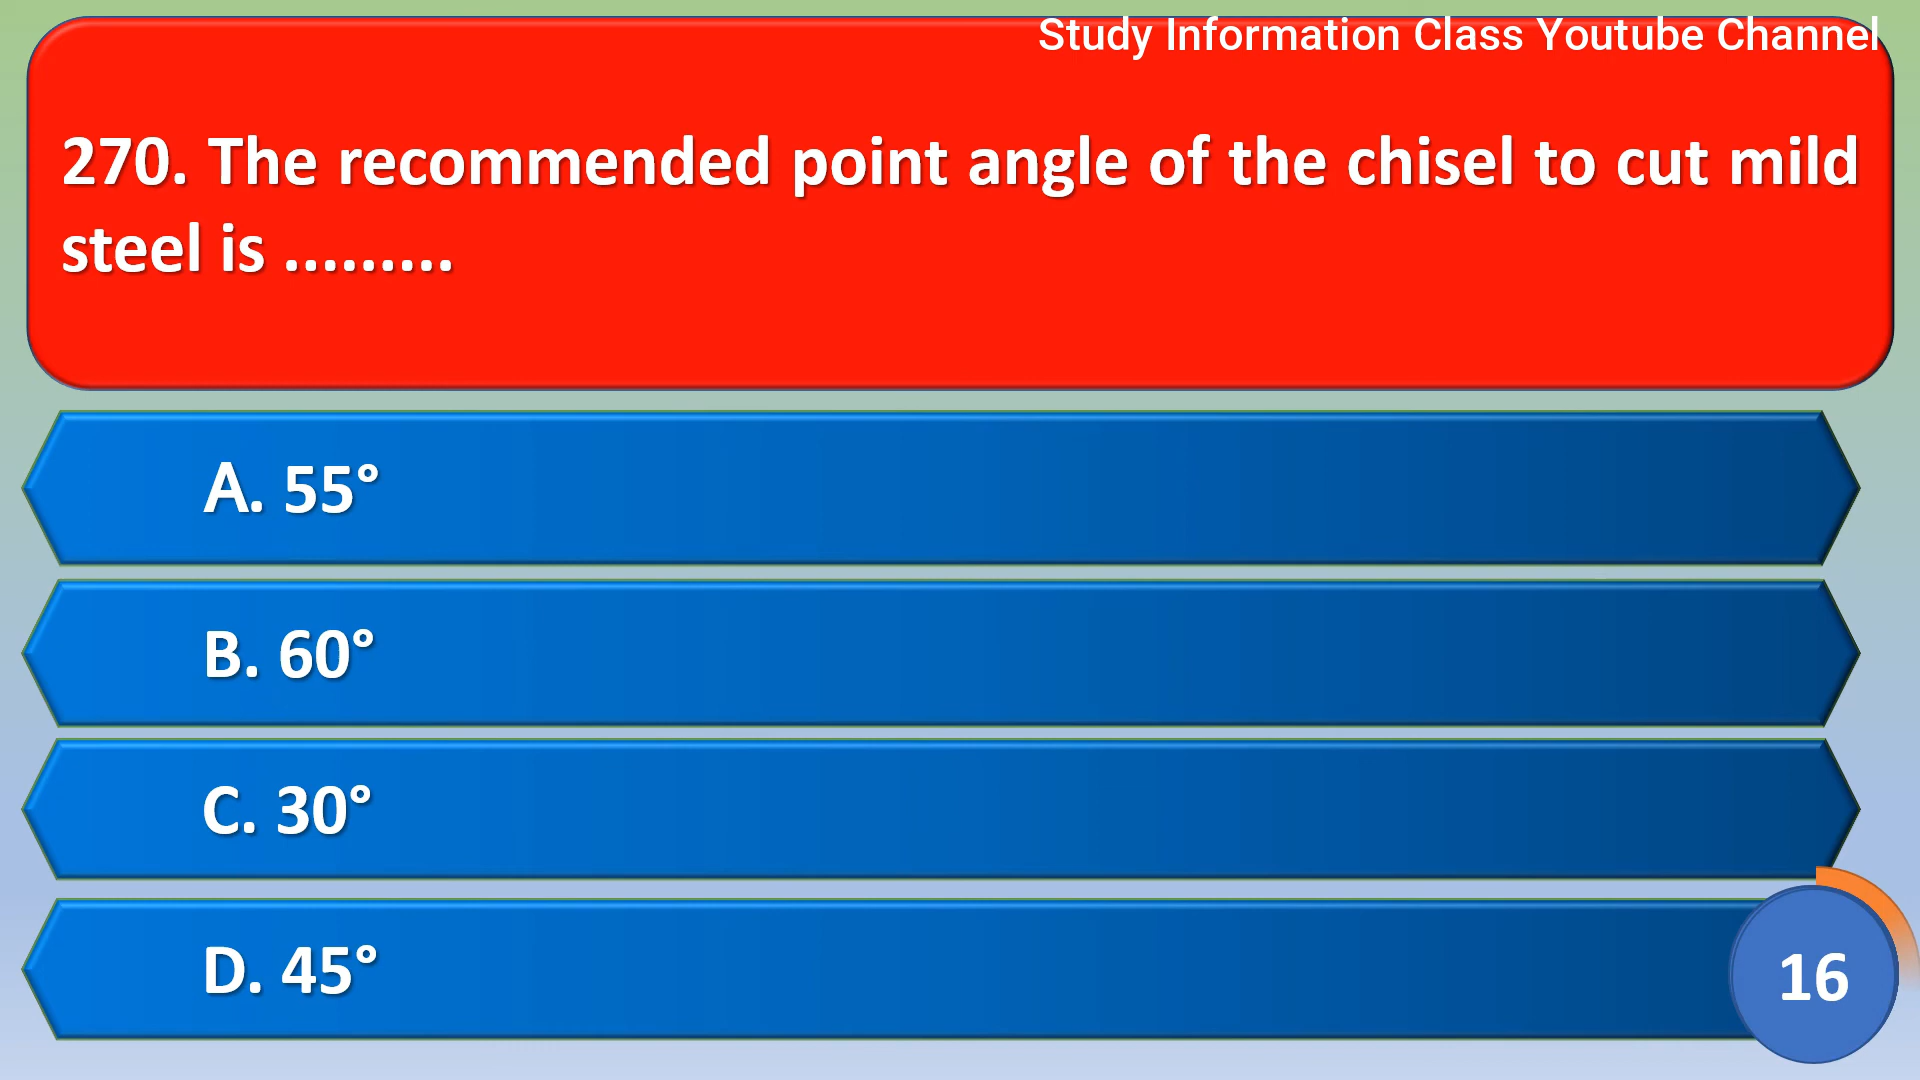 Study Information Class Youtube Channel
270. The recommended point angle of the chisel to cut mild
steel is .........
A. 55°
B. 60°
C. 30°
D. 45°
16